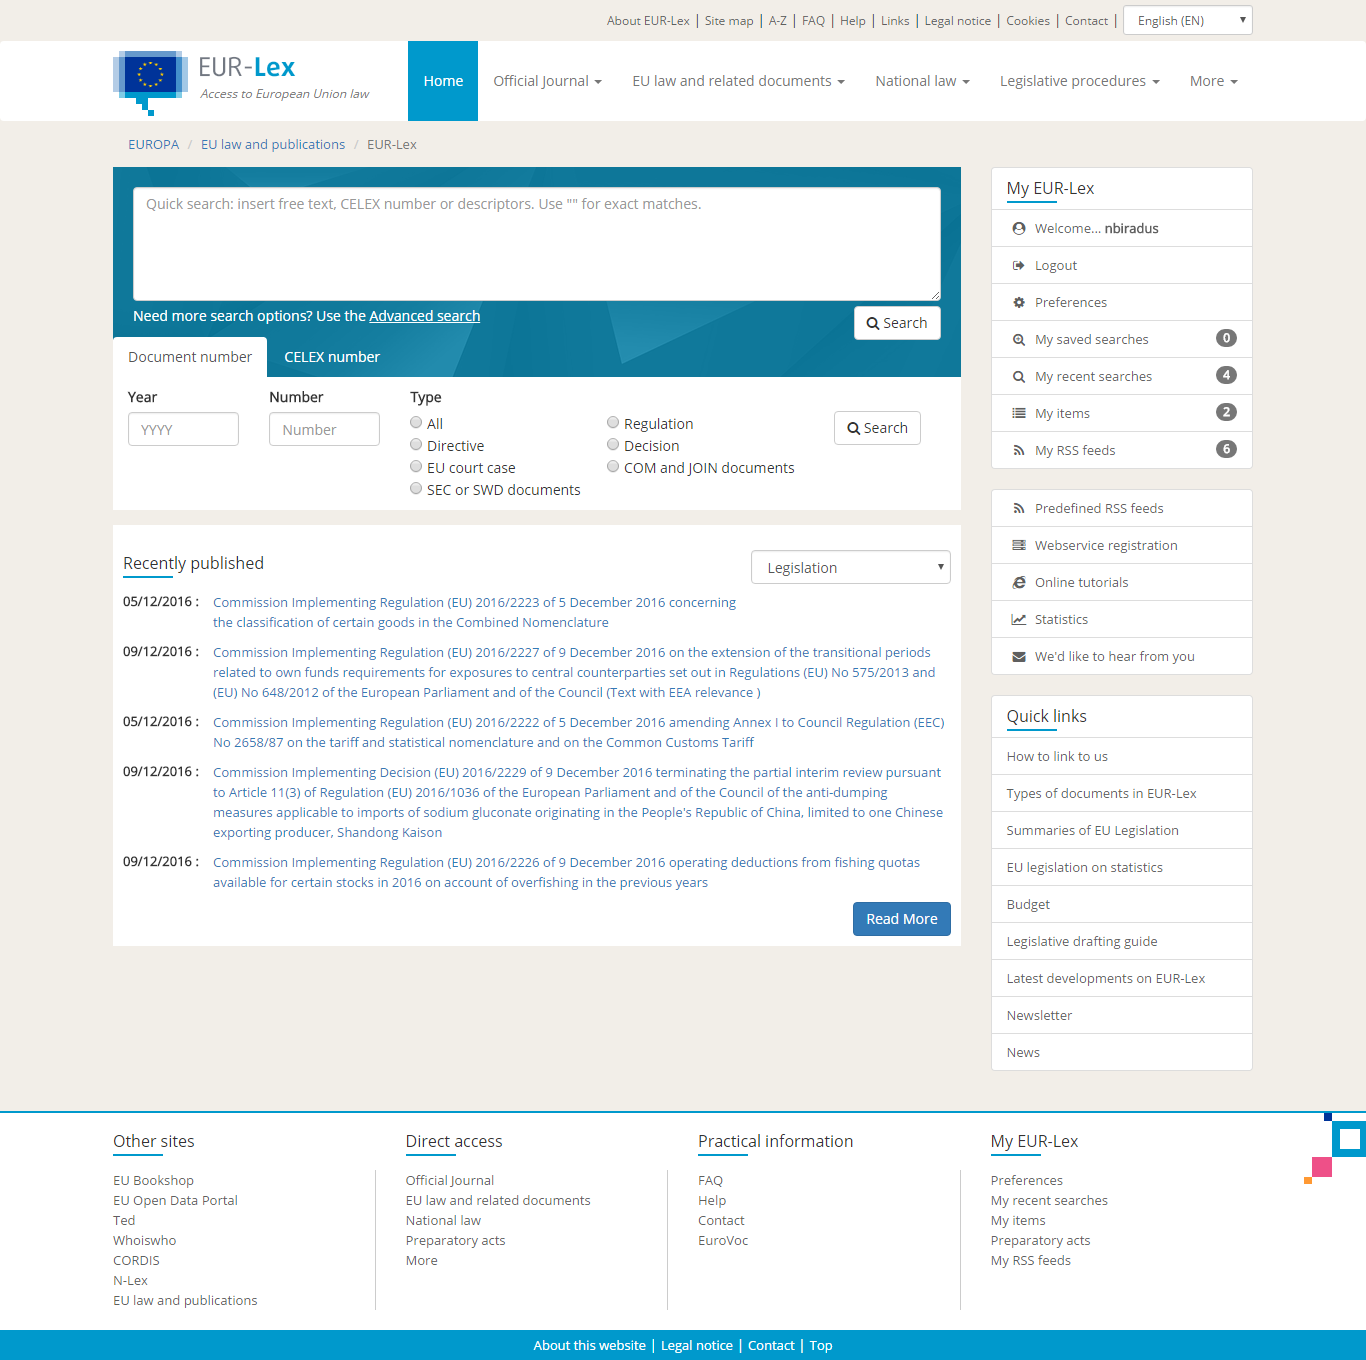 About EUR-Lex | Site map | A-Z | FAQ | Help | Links | Legal notice | Cookies | Contact | English (EN)
EUR-Lex
Access to European Union law
Home Official Journal EU law and related documents National law Legislative procedures More
EUROPA / EU law and publications / EUR-Lex
Quick search: insert free text, CELEX number or descriptors. Use "" for exact matches.
Need more search options? Use the Advanced search
Search
Document number CELEX number
Year Number Type
YYYY Number
All Regulation
Directive Decision
EU court case COM and JOIN documents
SEC or SWD documents
Search
Recently published
Legislation
05/12/2016 : Commission Implementing Regulation (EU) 2016/2223 of 5 December 2016 concerning
the classification of certain goods in the Combined Nomenclature
09/12/2016 : Commission Implementing Regulation (EU) 2016/2227 of 9 December 2016 on the extension of the transitional periods
related to own funds requirements for exposures to central counterparties set out in Regulations (EU) No 575/2013 and
(EU) No 648/2012 of the European Parliament and of the Council (Text with EEA relevance )
05/12/2016 : Commission Implementing Regulation (EU) 2016/2222 of 5 December 2016 amending Annex I to Council Regulation (EEC)
No 2658/87 on the tariff and statistical nomenclature and on the Common Customs Tariff
09/12/2016 : Commission Implementing Decision (EU) 2016/2229 of 9 December 2016 terminating the partial interim review pursuant
to Article 11(3) of Regulation (EU) 2016/1036 of the European Parliament and of the Council of the anti-dumping
measures applicable to imports of sodium gluconate originating in the People's Republic of China, limited to one Chinese
exporting producer, Shandong Kaison
09/12/2016 : Commission Implementing Regulation (EU) 2016/2226 of 9 December 2016 operating deductions from fishing quotas
available for certain stocks in 2016 on account of overfishing in the previous years
Read More
My EUR-Lex
Welcome... nbiradus
Logout
Preferences
My saved searches 0
My recent searches 4
My items 2
My RSS feeds 6
Predefined RSS feeds
Webservice registration
Online tutorials
Statistics
We'd like to hear from you
Quick links
How to link to us
Types of documents in EUR-Lex
Summaries of EU Legislation
EU legislation on statistics
Budget
Legislative drafting guide
Latest developments on EUR-Lex
Newsletter
News
Other sites
EU Bookshop
EU Open Data Portal
Ted
Whoiswho
CORDIS
N-Lex
EU law and publications
Direct access
Official Journal
EU law and related documents
National law
Preparatory acts
More
Practical information
FAQ
Help
Contact
EuroVoc
My EUR-Lex
Preferences
My recent searches
My items
Preparatory acts
My RSS feeds
About this website | Legal notice | Contact | Top